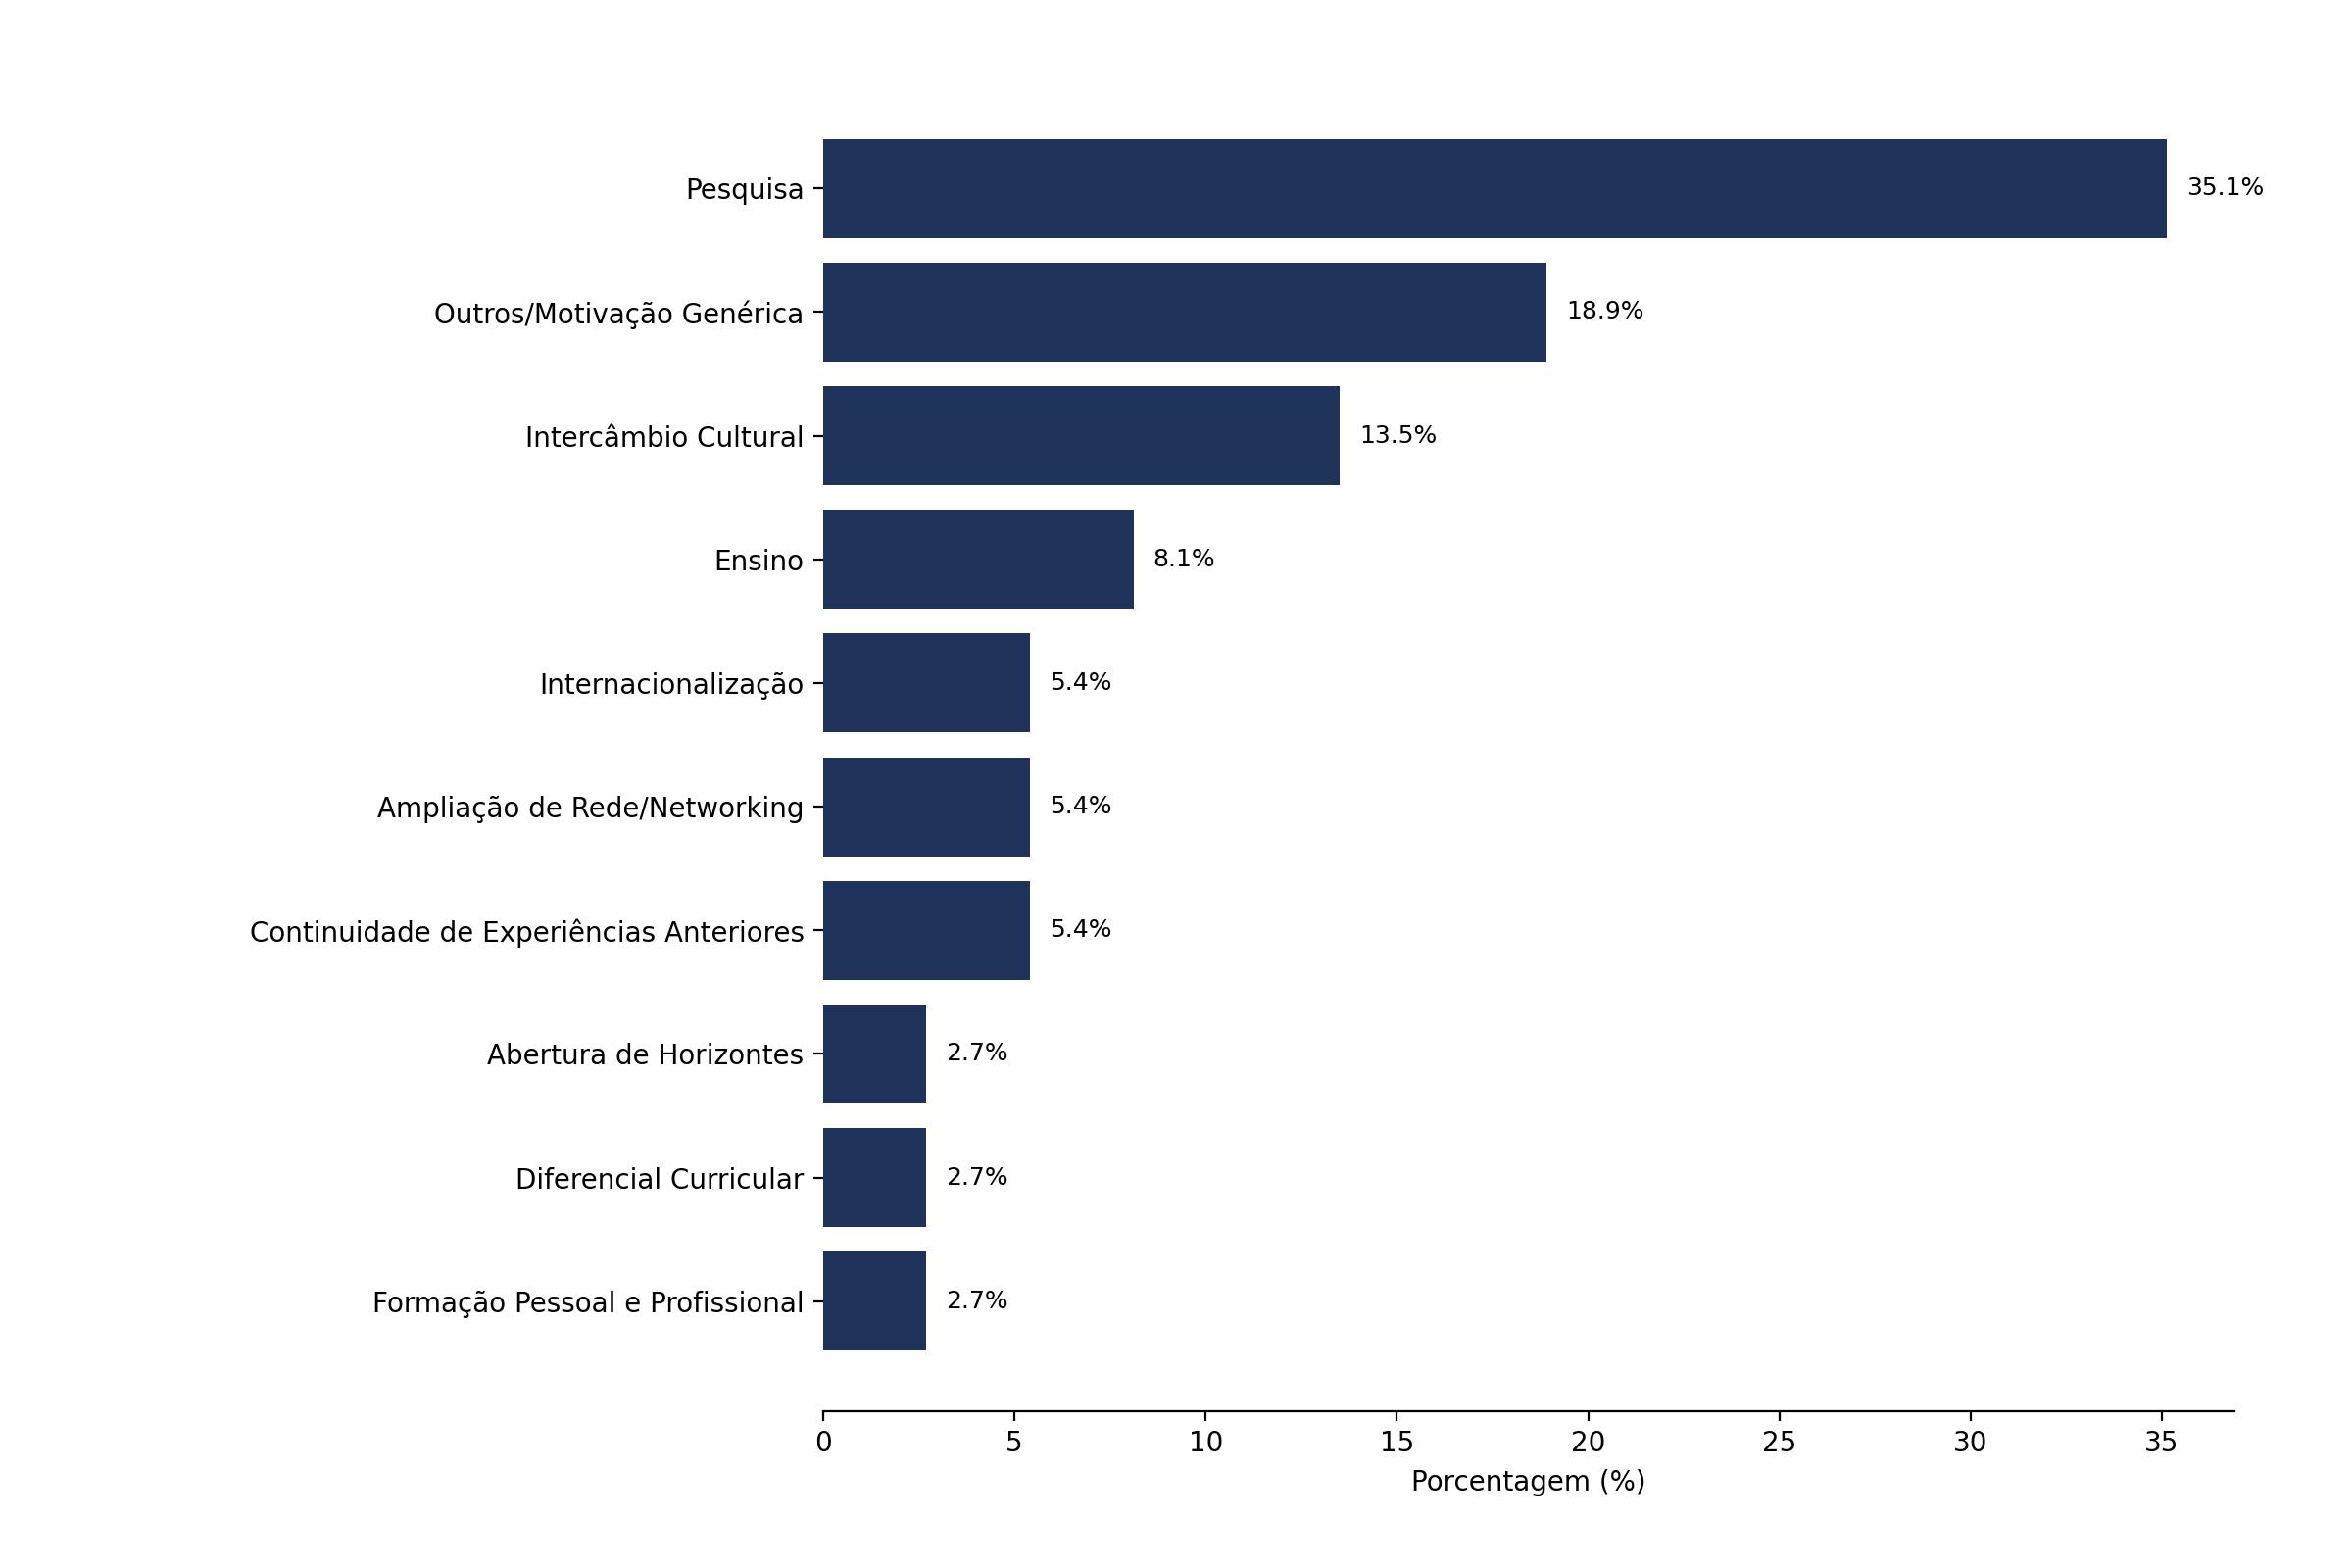 Pesquisa 35.1%
Outros/Motivação Genérica 18.9%
Intercâmbio Cultural 13.5%
Ensino 8.1%
Internacionalização 5.4%
Ampliação de Rede/Networking 5.4%
Continuidade de Experiências Anteriores 5.4%
Abertura de Horizontes 2.7%
Diferencial Curricular 2.7%
Formação Pessoal e Profissional 2.7%
0 5 10 15 20 25 30 35
Porcentagem (%)